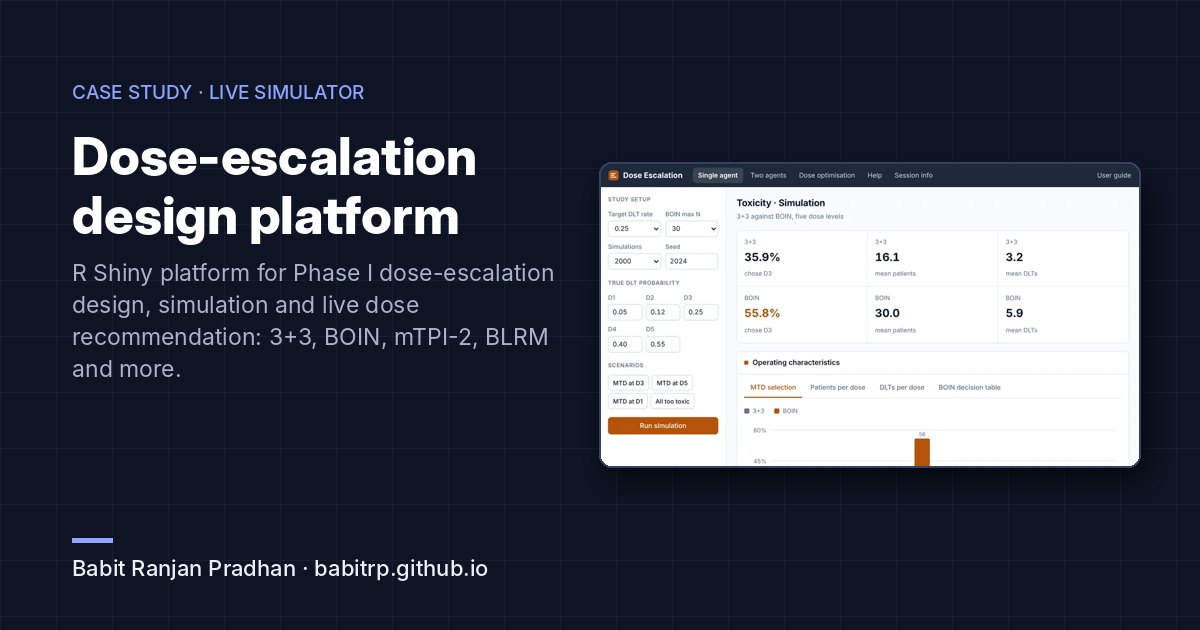 CASE STUDY · LIVE SIMULATOR
Dose-escalation
design platform
R Shiny platform for Phase I dose-escalation
design, simulation and live dose
recommendation: 3+3, BOIN, mTPI-2, BLRM
and more.
Babit Ranjan Pradhan · babitrp.github.io
Dose Escalation Single agent Two agents Dose optimisation Help Session info User guide
STUDY SETUP
Target DLT rate BOIN max N
0.25 30
Simulations Seed
2000 2024
TRUE DLT PROBABILITY
D1 D2 D3
0.05 0.12 0.25
D4 D5
0.40 0.55
SCENARIOS
MTD at D3 MTD at D5
MTD at D1 All too toxic
Run simulation
Toxicity · Simulation
3+3 against BOIN, five dose levels
3+3 3+3 3+3
35.9% 16.1 3.2
chose D3 mean patients mean DLTs
BOIN BOIN BOIN
55.8% 30.0 5.9
chose D3 mean patients mean DLTs
Operating characteristics
MTD selection Patients per dose DLTs per dose BOIN decision table
3+3 BOIN
60%
56
45%